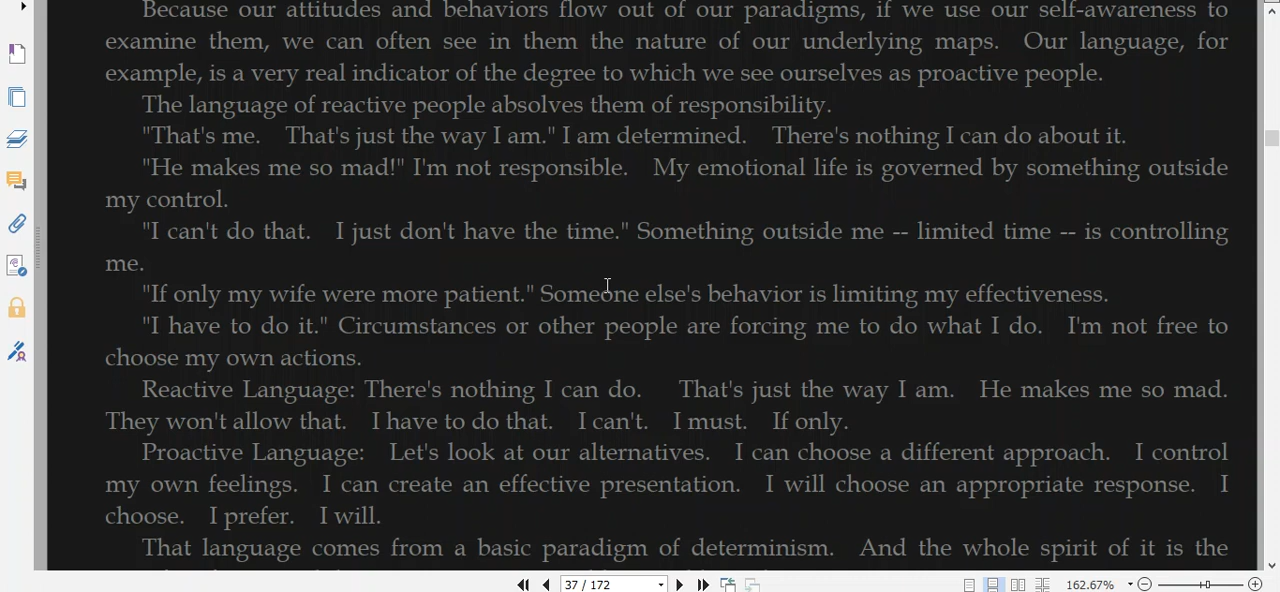 Because our attitudes and behaviors flow out of our paradigms, if we use our self-awareness to
examine them, we can often see in them the nature of our underlying maps. Our language, for
example, is a very real indicator of the degree to which we see ourselves as proactive people.
The language of reactive people absolves them of responsibility.
"That's me. That's just the way I am." I am determined. There's nothing I can do about it.
"He makes me so mad!" I'm not responsible. My emotional life is governed by something outside
my control.
"I can't do that. I just don't have the time." Something outside me -- limited time -- is controlling
me.
"If only my wife were more patient." Someone else's behavior is limiting my effectiveness.
"I have to do it." Circumstances or other people are forcing me to do what I do. I'm not free to
choose my own actions.
Reactive Language: There's nothing I can do. That's just the way I am. He makes me so mad.
They won't allow that. I have to do that. I can't. I must. If only.
Proactive Language: Let's look at our alternatives. I can choose a different approach. I control
my own feelings. I can create an effective presentation. I will choose an appropriate response. I
choose. I prefer. I will.
That language comes from a basic paradigm of determinism. And the whole spirit of it is the
37 / 172
162.67%